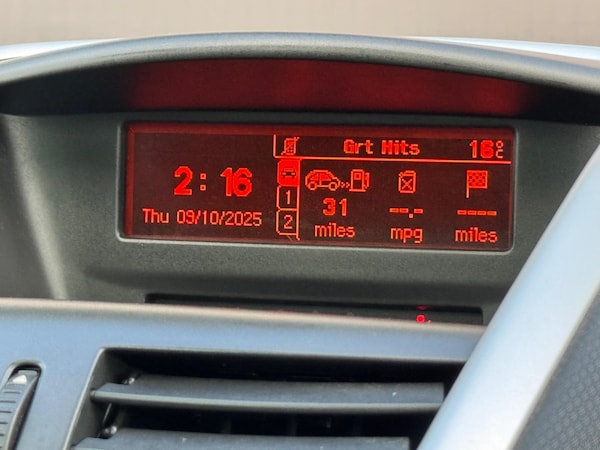 Grt Hits 16°C
2:16
Thu 09/10/2025
1
2
31
miles
--.-
mpg
----
miles